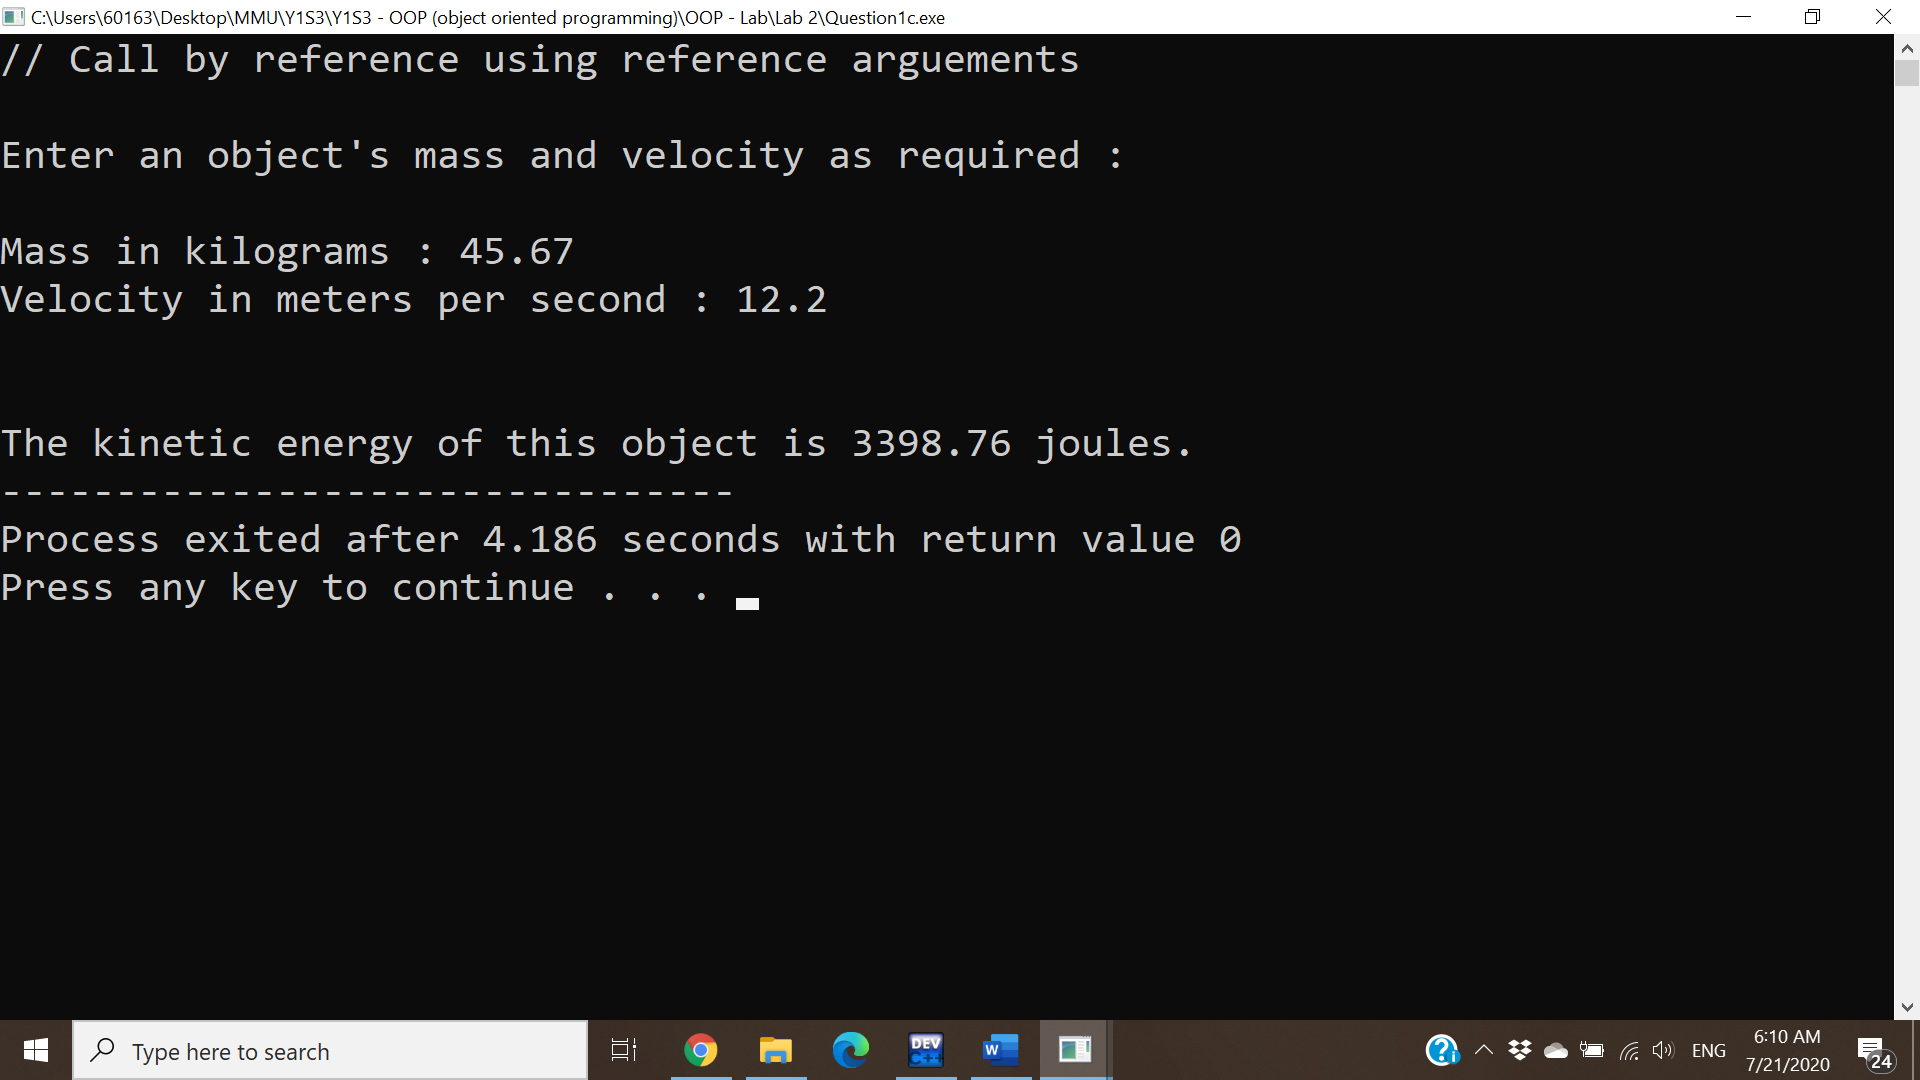 C:\Users\60163\Desktop\MMU\Y1S3\Y1S3 - OOP (object oriented programming)\OOP - Lab\Lab 2\Question1c.exe
// Call by reference using reference arguements
Enter an object's mass and velocity as required :
Mass in kilograms : 45.67
Velocity in meters per second : 12.2
The kinetic energy of this object is 3398.76 joules.
--------------------------------
Process exited after 4.186 seconds with return value 0
Press any key to continue . . .
Type here to search
DEV
C++
W
ENG
6:10 AM
7/21/2020
24